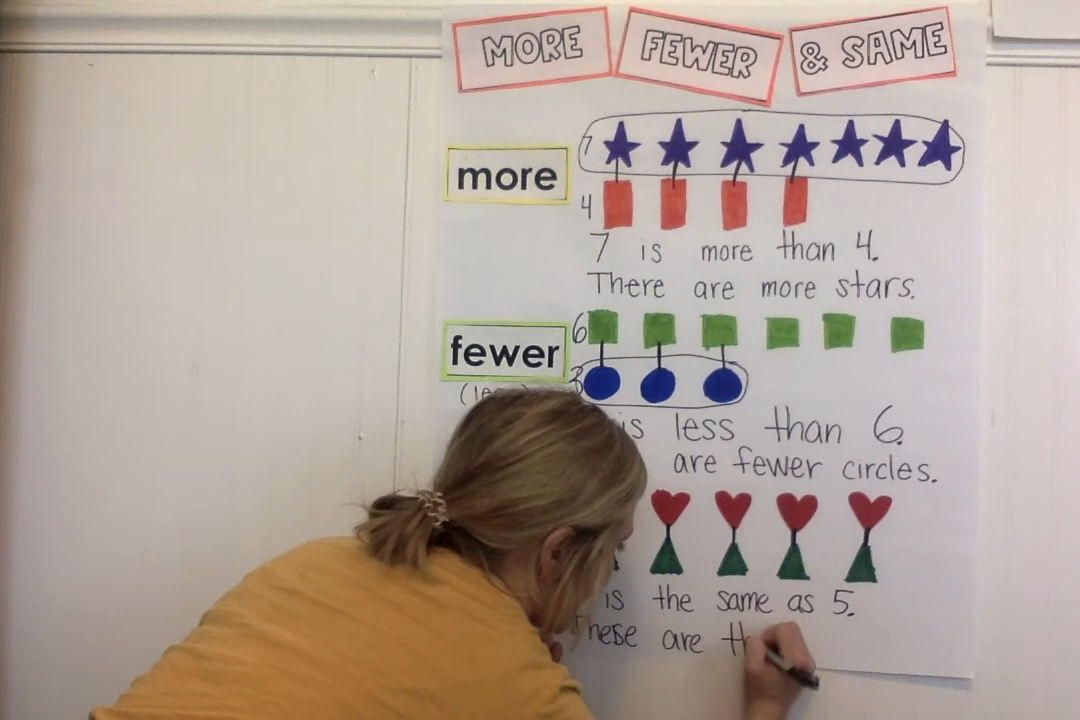 MORE FEWER & SAME
7
more
4
7 is more than 4.
There are more stars.
6
fewer
3
is less than 6.
are fewer circles.
is the same as 5.
These are th